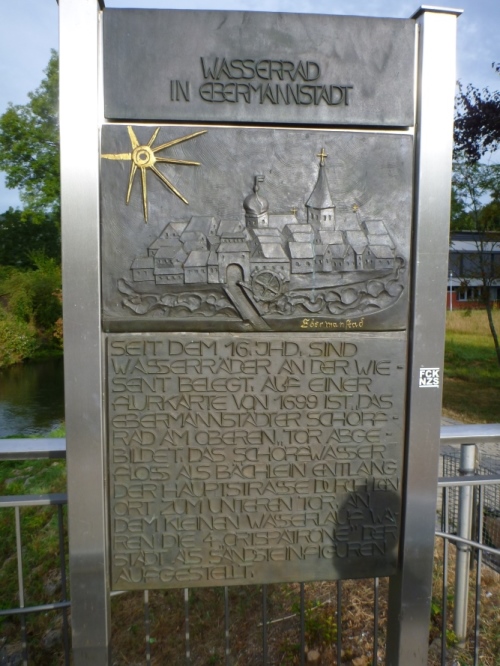 WASSERRAD
IN EBERMANNSTADT
Ebermanstad
SEIT DEM 16. JHD. SIND
WASSERRÄDER AN DER WIE
SENT BELEGT. AUF EINER
FLURKARTE VON 1699 IST „DAS
EBERMANNSTÄDTER SCHÖPF-
RAD AM OBEREN „TOR ABGE-
BILDET. DAS SCHÖPFWASSER
FLOSS ALS BÄCHLEIN ENTLANG
DER HAUPTSTRASSE DURCH DEN
ORT ZUM UNTEREN TOR. AN
DEM KLEINEN WASSERLAUF WA-
REN DIE 4 ORTSPATRONE DER
STADT ALS SANDSTEINFIGUREN
AUFGESTELLT.
FCK
NZS